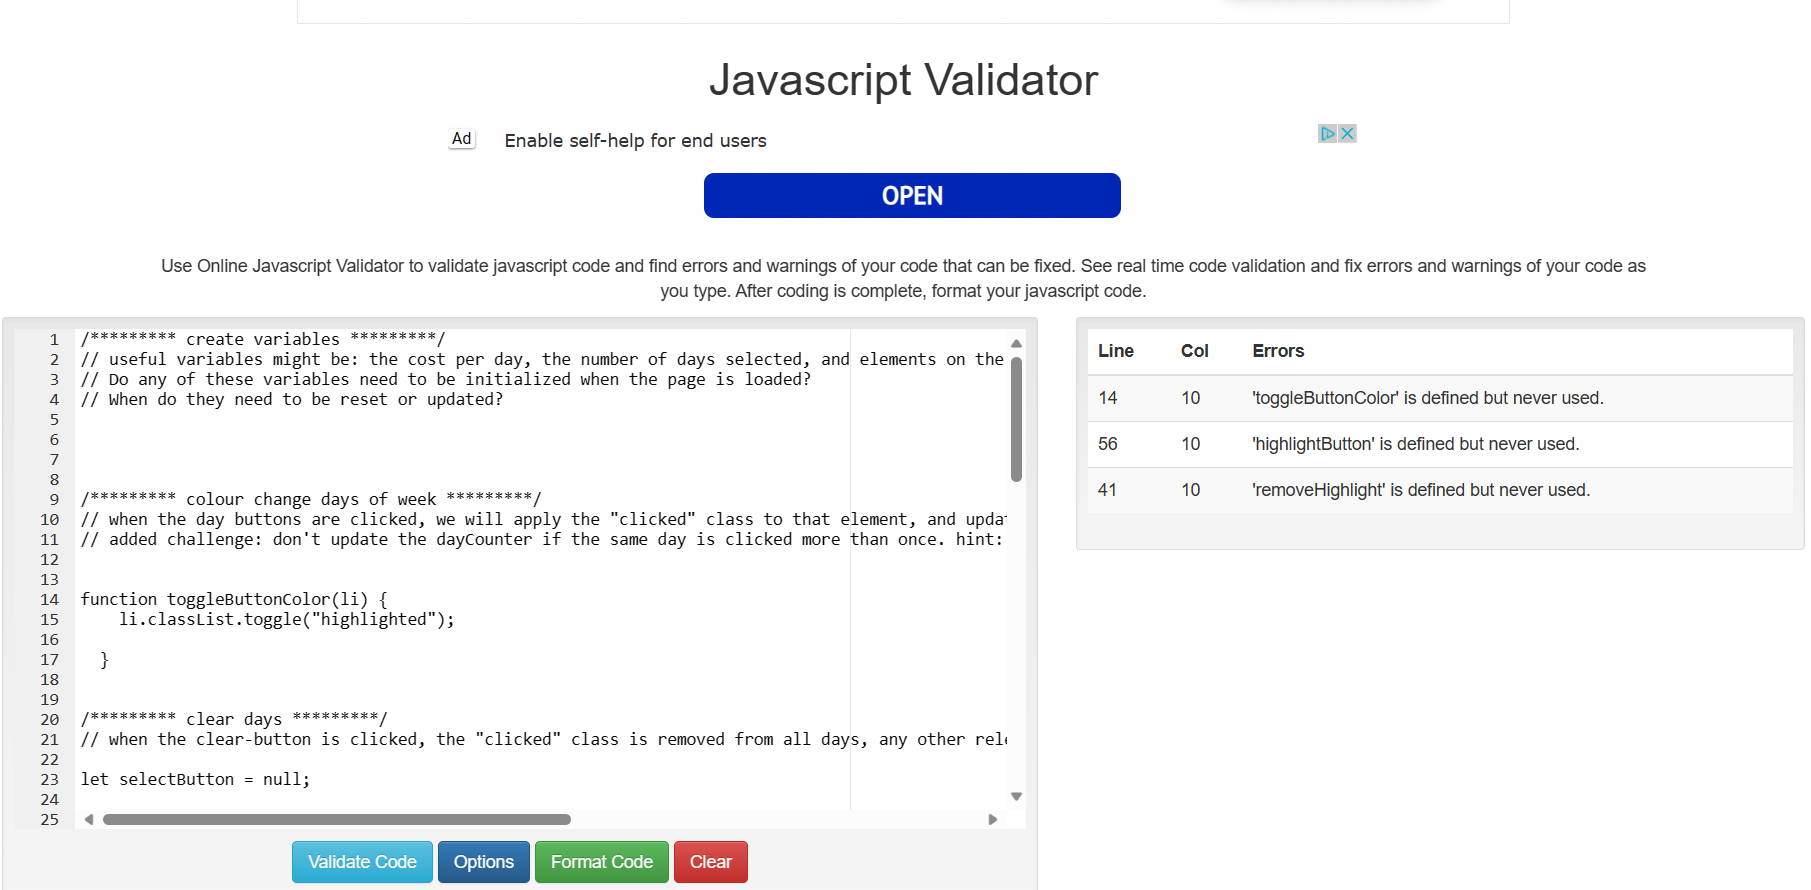 Javascript Validator
Ad
Enable self-help for end users
OPEN
Use Online Javascript Validator to validate javascript code and find errors and warnings of your code that can be fixed. See real time code validation and fix errors and warnings of your code as
you type. After coding is complete, format your javascript code.
1 /********* create variables *********/
2 // useful variables might be: the cost per day, the number of days selected, and elements on the
3 // Do any of these variables need to be initialized when the page is loaded?
4 // When do they need to be reset or updated?
5
6
7
8
9 /********* colour change days of week *********/
10 // when the day buttons are clicked, we will apply the "clicked" class to that element, and
11 // added challenge: don't update the dayCounter if the same day is clicked more than once. hint:
12
13
14 function toggleButtonColor(li) {
15 li.classList.toggle("highlighted");
16
17 }
18
19
20 /********* clear days *********/
21 // when the clear-button is clicked, the "clicked" class is removed from all days, any other
22
23 let selectButton = null;
24
25
Validate Code Options Format Code Clear
Line Col Errors
14 10 'toggleButtonColor' is defined but never used.
56 10 'highlightButton' is defined but never used.
41 10 'removeHighlight' is defined but never used.